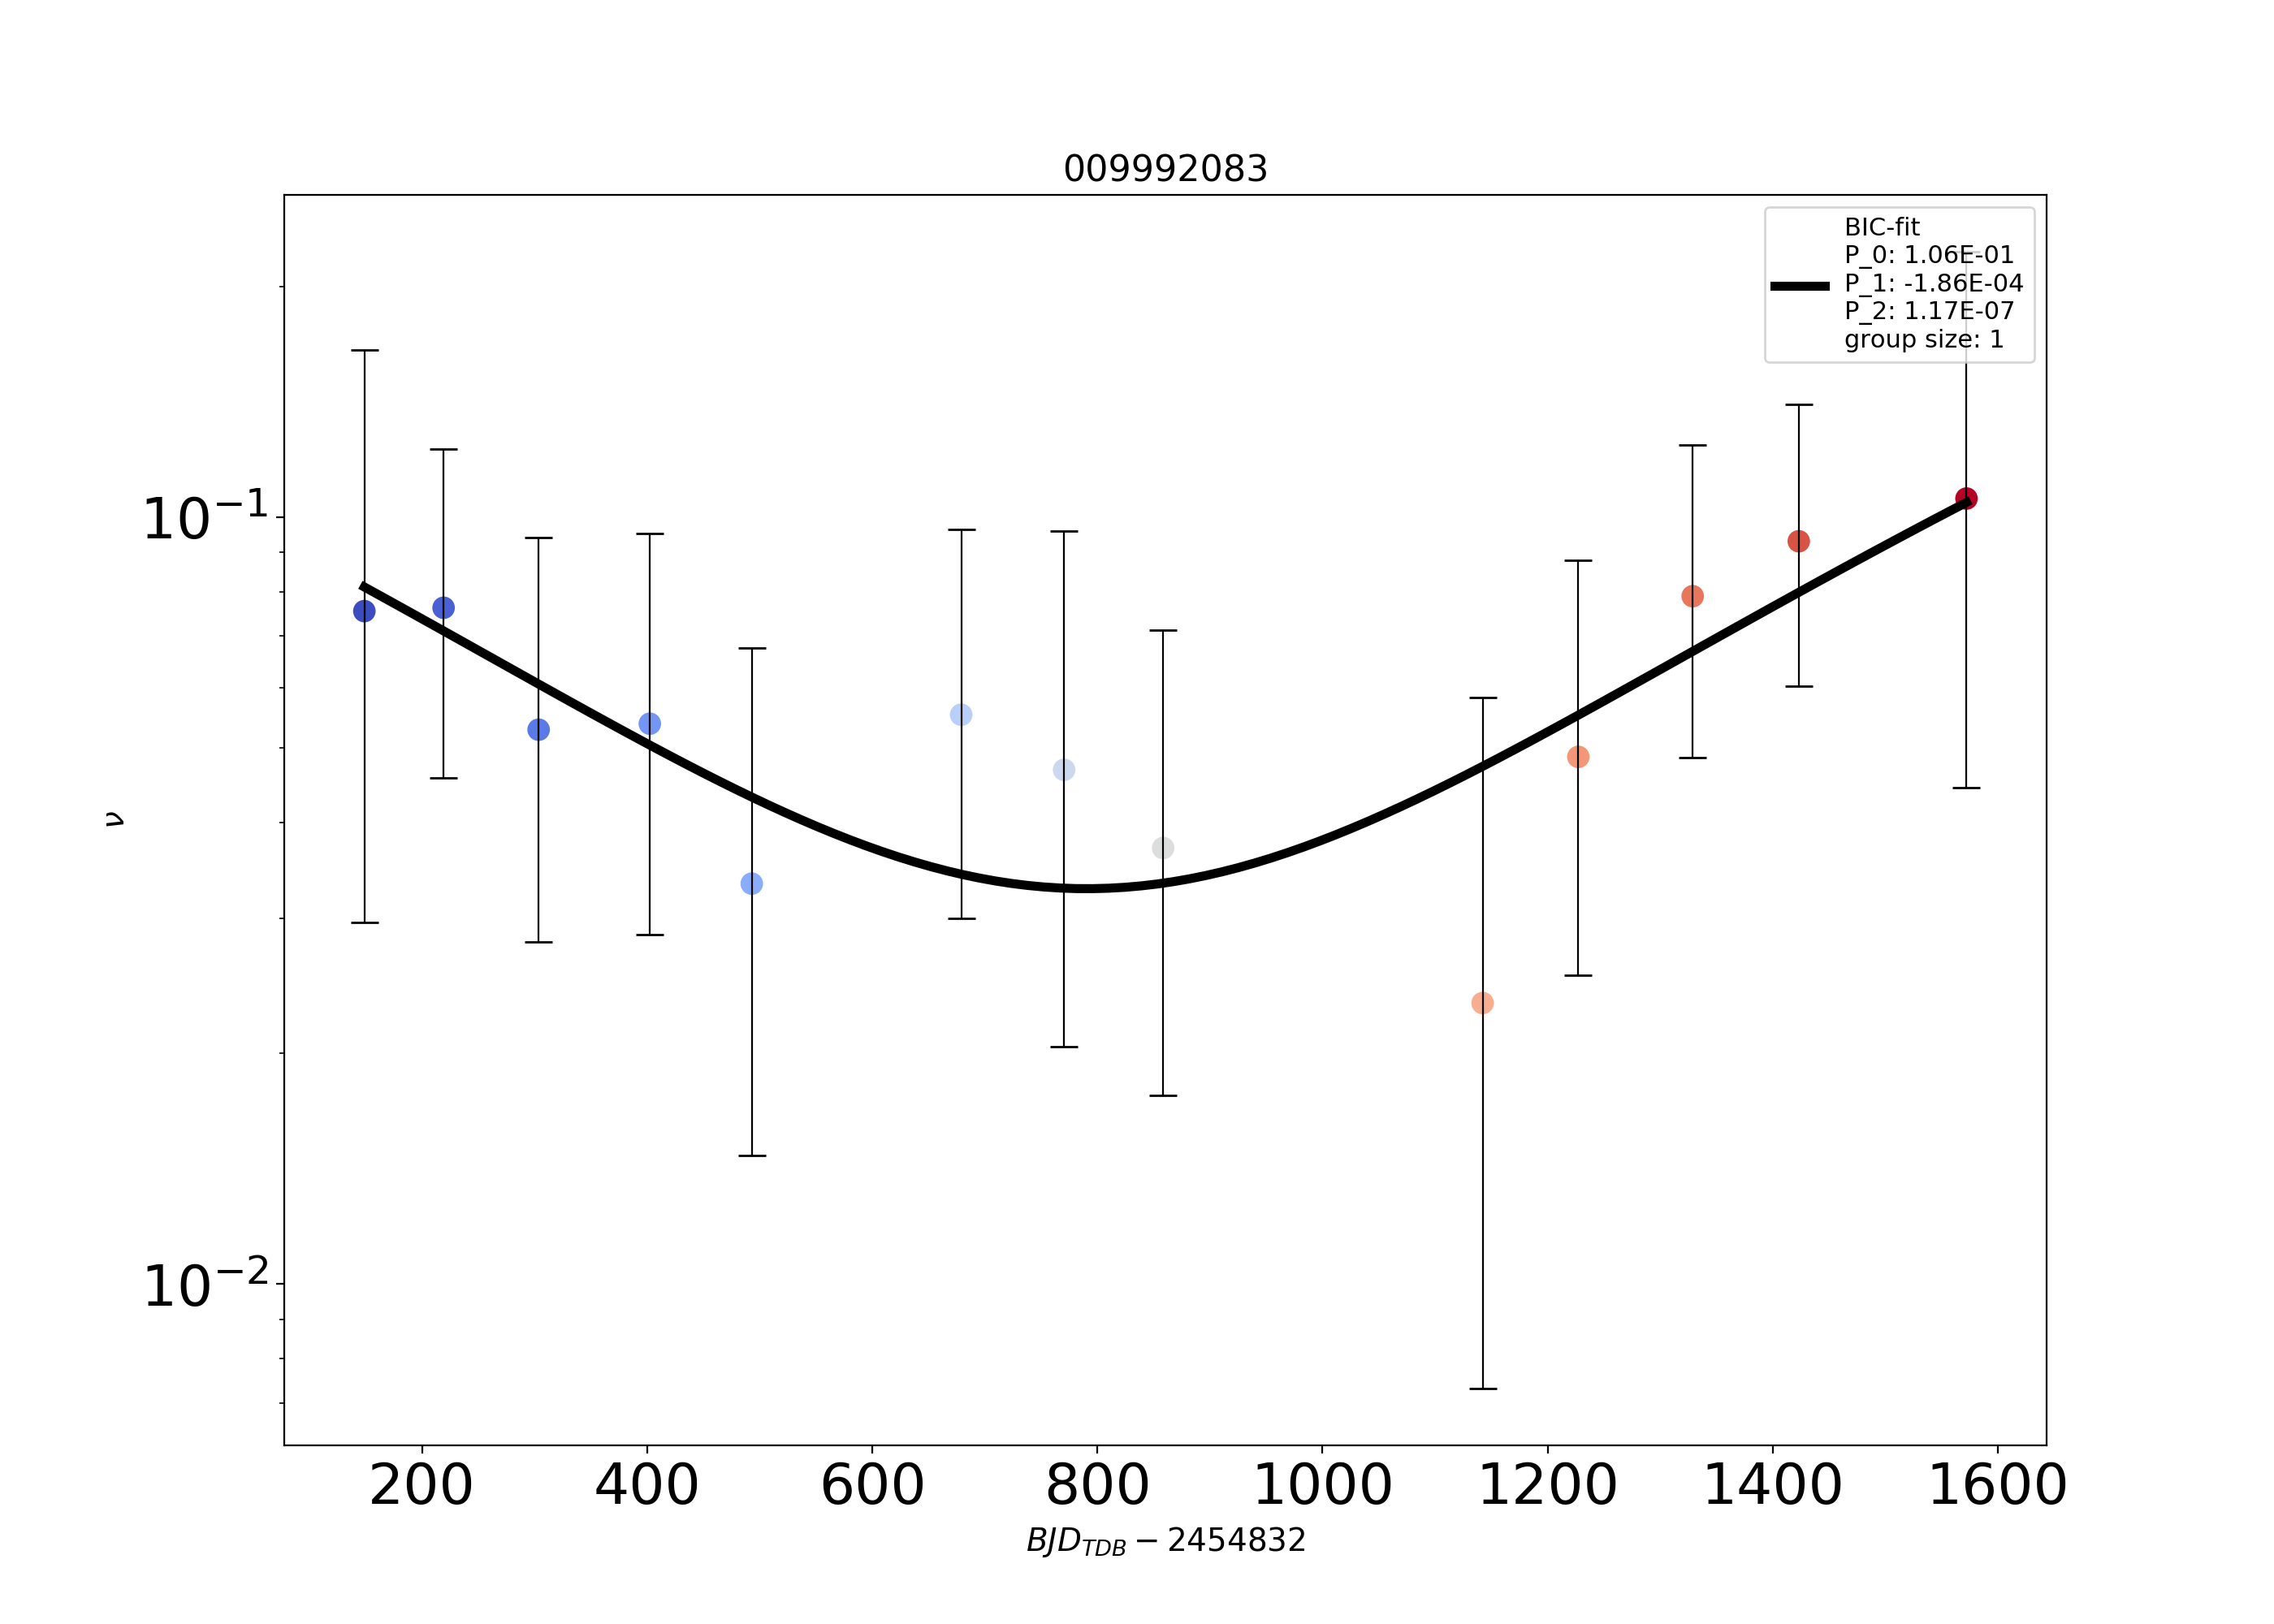 009992083
BIC-fit
P_0: 1.06E-01
P_1: -1.86E-04
P_2: 1.17E-07
group size: 1
10⁻¹
ν
10⁻²
200 400 600 800 1000 1200 1400 1600
BJD_TDB − 2454832